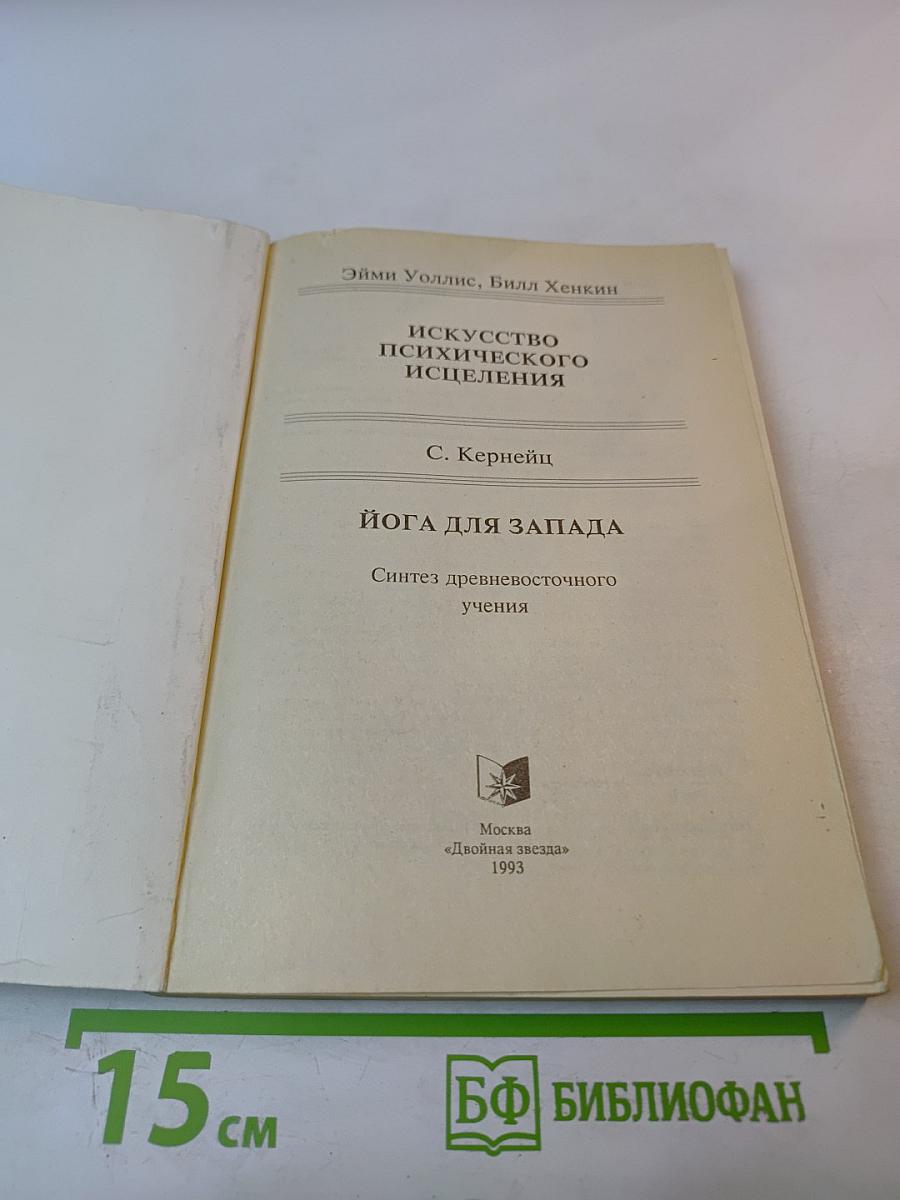 Эйми Уоллис, Билл Хенкин
ИСКУССТВО
ПСИХИЧЕСКОГО
ИСЦЕЛЕНИЯ
С. Кернейц
ЙОГА ДЛЯ ЗАПАДА
Синтез древневосточного
учения
Москва
«Двойная звезда»
1993
15 см
БФ БИБЛИОФАН